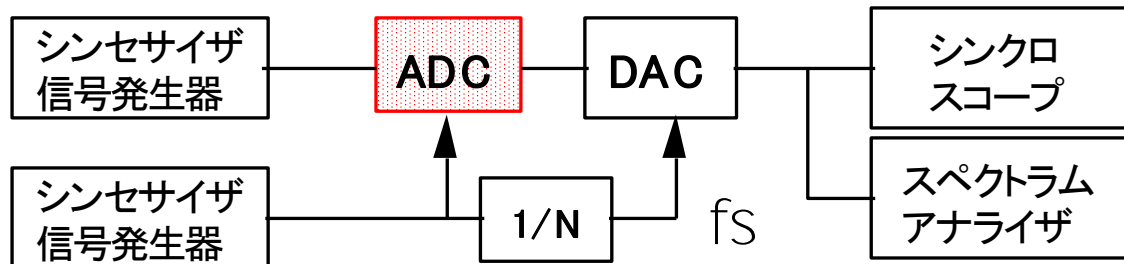 シンセサイザ
信号発生器
ADC
DAC
シンクロ
スコープ
シンセサイザ
信号発生器
1/N
fs
スペクトラム
アナライザ